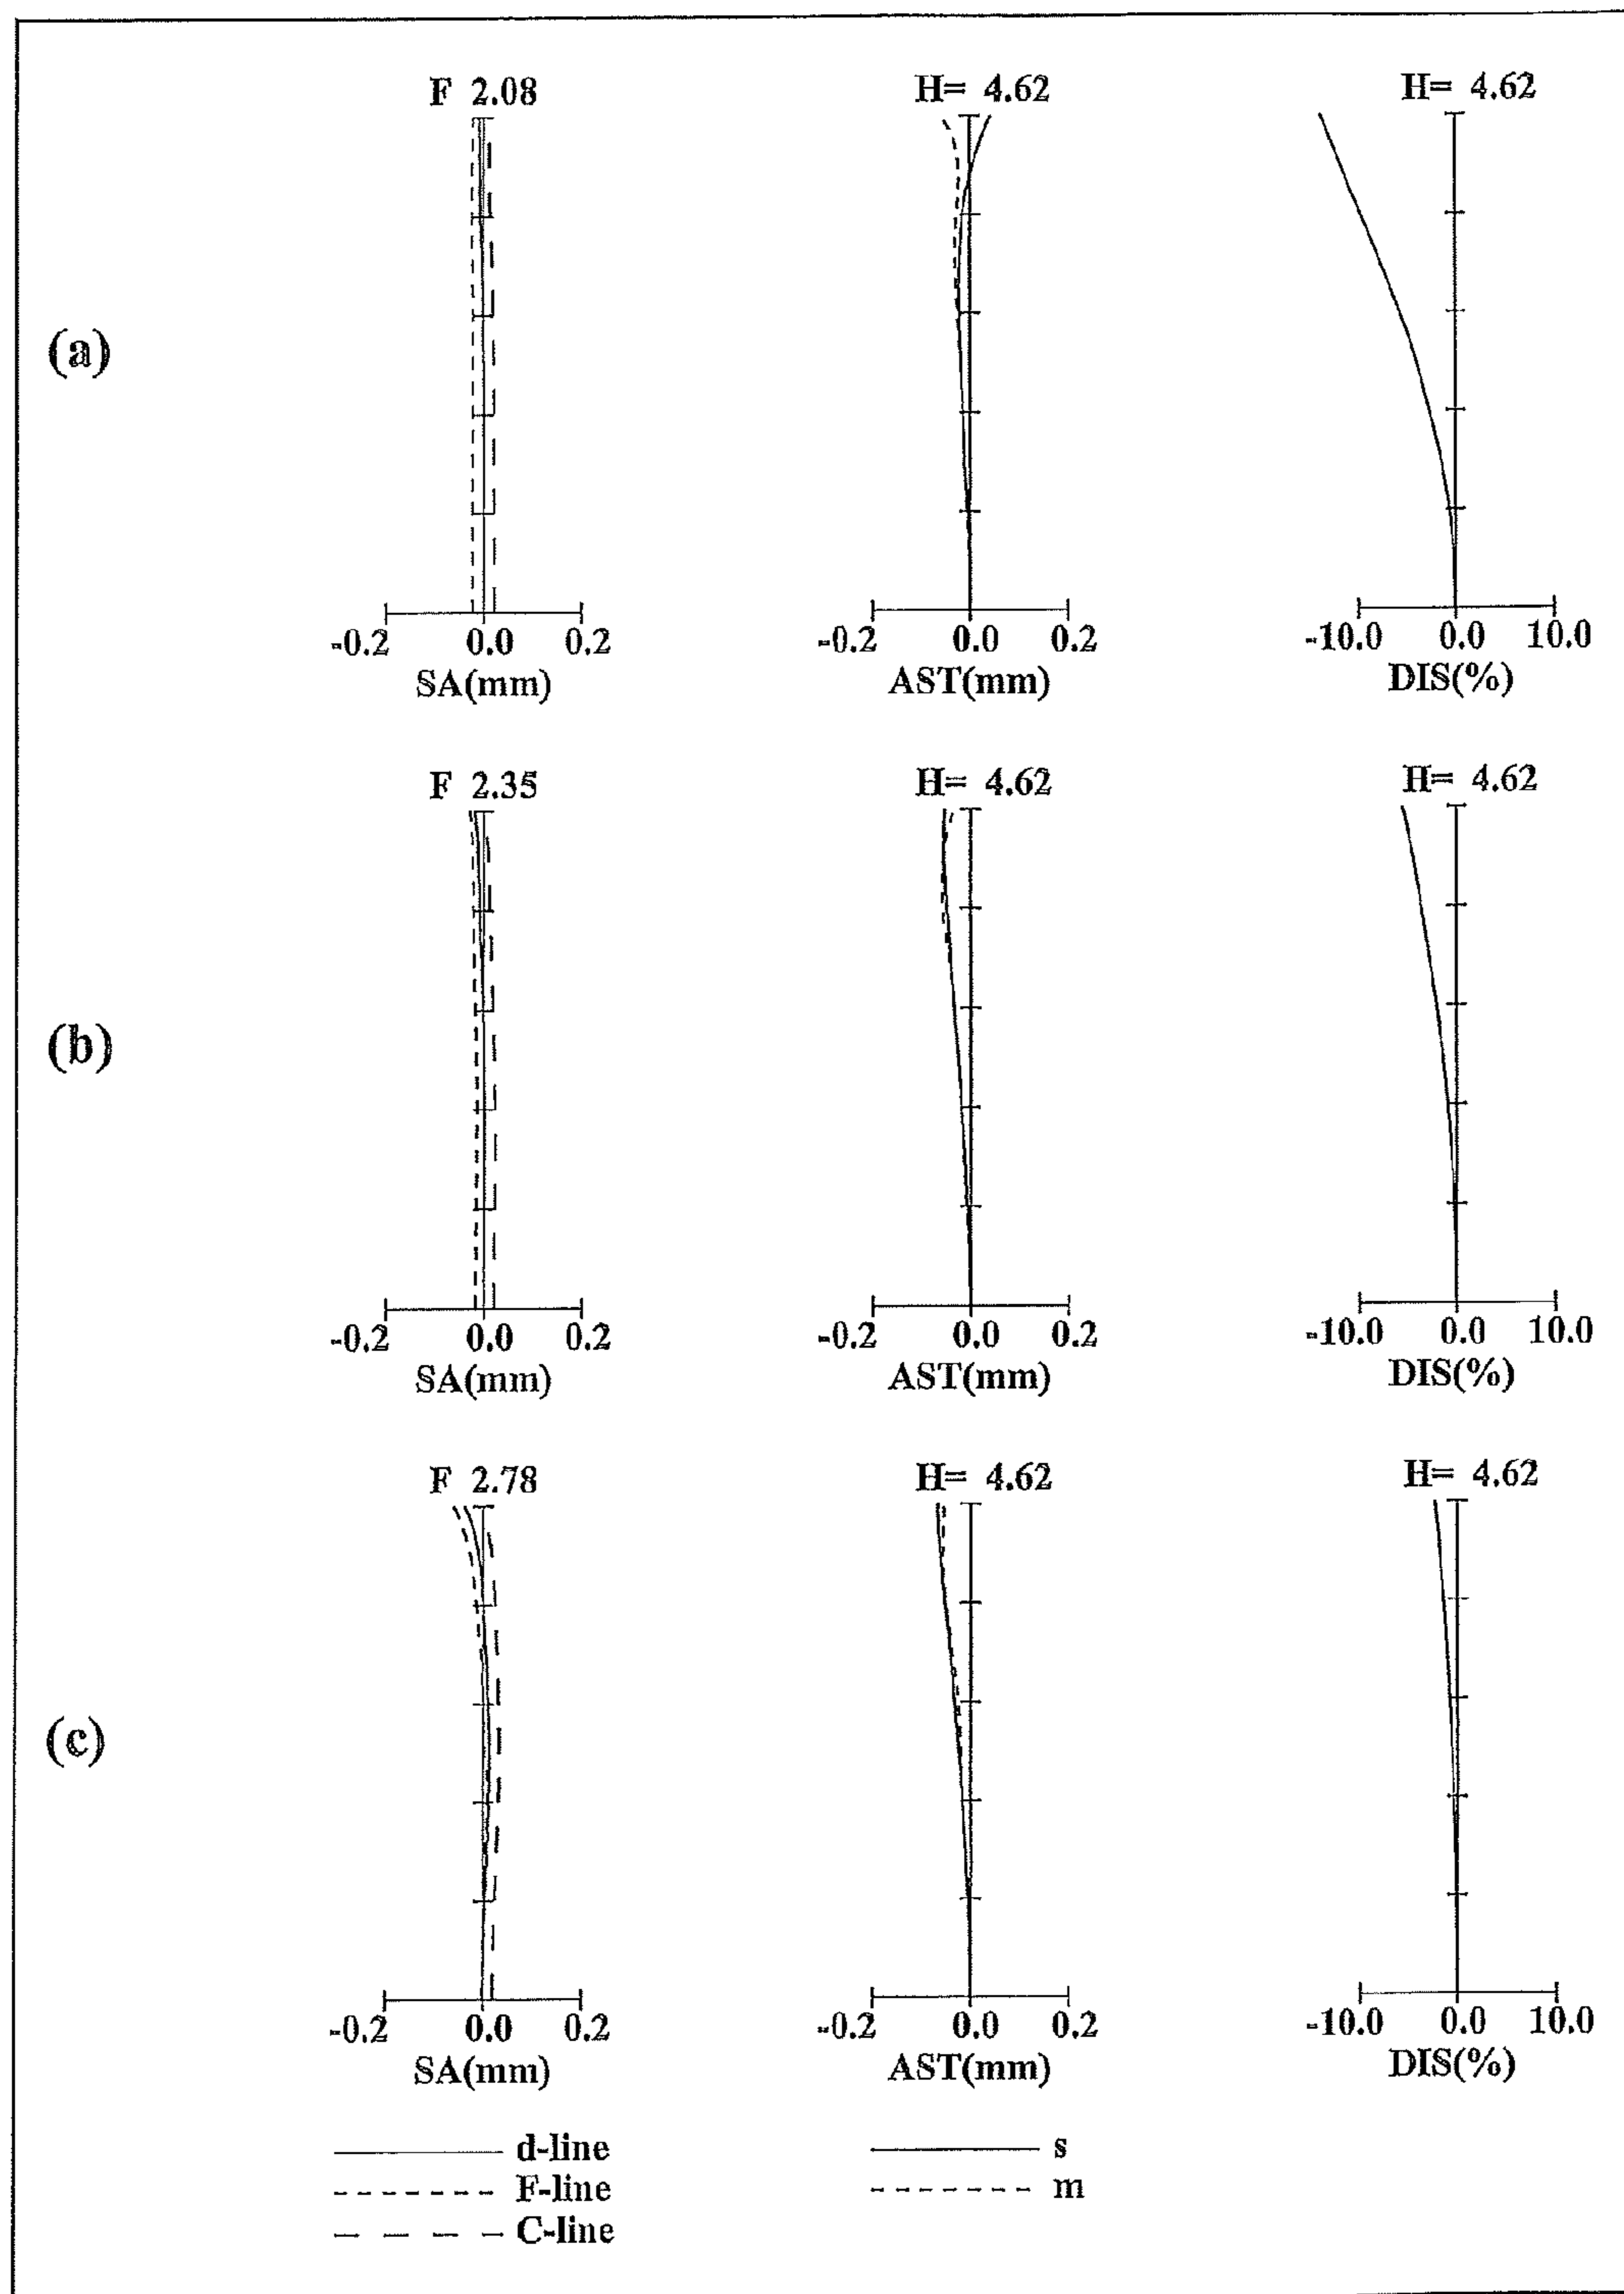 F 2.08
H= 4.62
H= 4.62
(a)
-0.2 0.0 0.2
SA(mm)
-0.2 0.0 0.2
AST(mm)
-10.0 0.0 10.0
DIS(%)
F 2.35
H= 4.62
H= 4.62
(b)
-0.2 0.0 0.2
SA(mm)
-0.2 0.0 0.2
AST(mm)
-10.0 0.0 10.0
DIS(%)
F 2.78
H= 4.62
H= 4.62
(c)
-0.2 0.0 0.2
SA(mm)
-0.2 0.0 0.2
AST(mm)
-10.0 0.0 10.0
DIS(%)
d-line
F-line
C-line
s
m